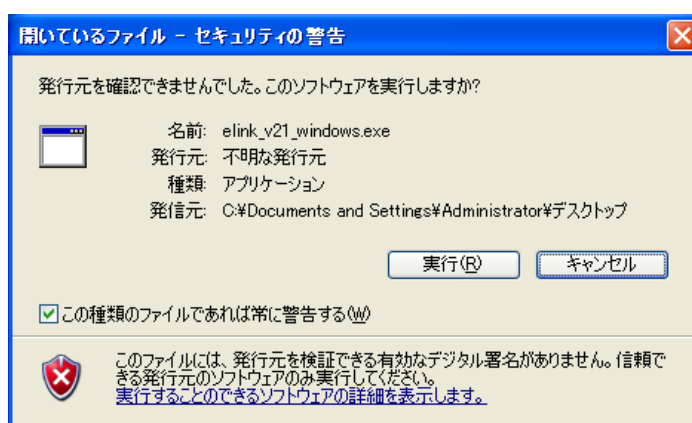 開いているファイル - セキュリティの警告
発行元を確認できませんでした。このソフトウェアを実行しますか?
名前: elink_v21_windows.exe
発行元: 不明な発行元
種類: アプリケーション
発信元: C:¥Documents and Settings¥Administrator¥デスクトップ
実行(R) キャンセル
この種類のファイルであれば常に警告する(W)
このファイルには、発行元を検証できる有効なデジタル署名がありません。信頼で
きる発行元のソフトウェアのみ実行してください。
実行することのできるソフトウェアの詳細を表示します。